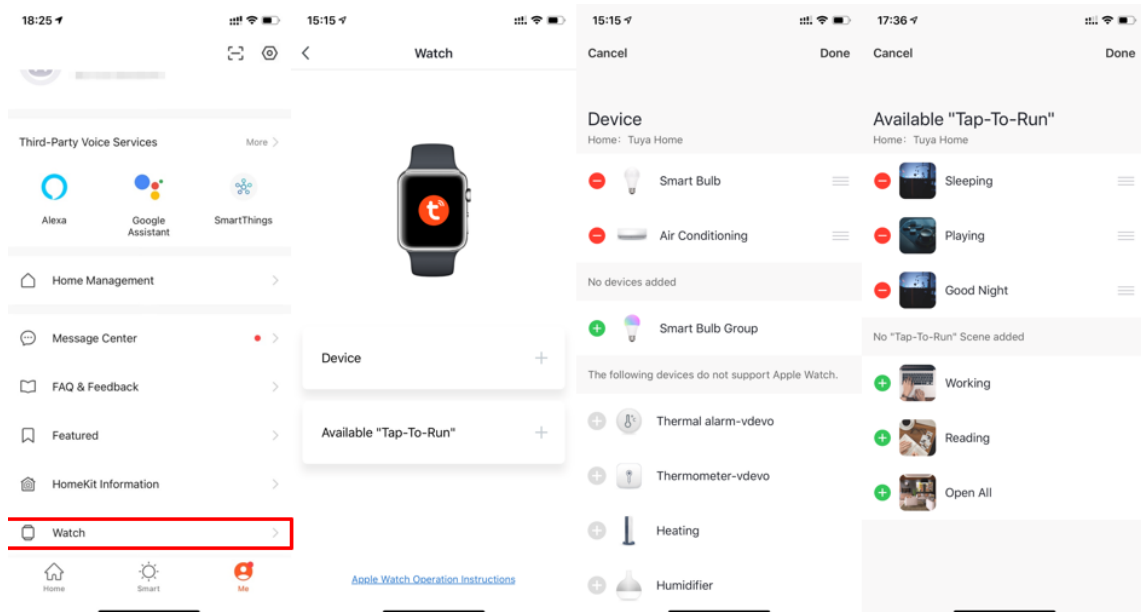 18:25
Third-Party Voice Services
More
Alexa
Google
Assistant
SmartThings
Home Management
Message Center
FAQ & Feedback
Featured
HomeKit Information
Watch
Home
Smart
Me
15:15
Watch
Device
Available "Tap-To-Run"
Apple Watch Operation Instructions
15:15
Cancel
Done
Device
Home: Tuya Home
Smart Bulb
Air Conditioning
No devices added
Smart Bulb Group
The following devices do not support Apple Watch.
Thermal alarm-vdevo
Thermometer-vdevo
Heating
Humidifier
17:36
Cancel
Done
Available "Tap-To-Run"
Home: Tuya Home
Sleeping
Playing
Good Night
No "Tap-To-Run" Scene added
Working
Reading
Open All